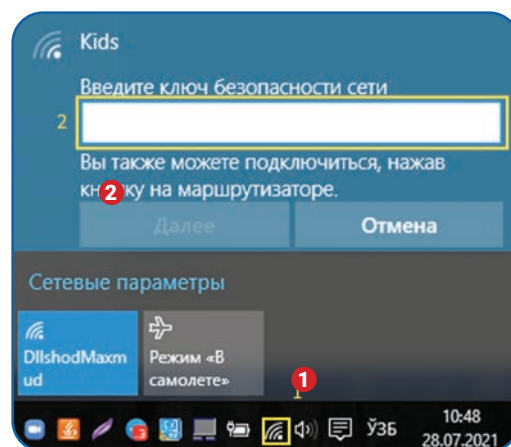 Kids
Введите ключ безопасности сети
2
Вы также можете подключиться, нажав
кнопку на маршрутизаторе.
2
Далее
Отмена
Сетевые параметры
DIlshodMaxm
ud
Режим «В
самолете»
1
1
ЎЗБ
10:48
28.07.2021